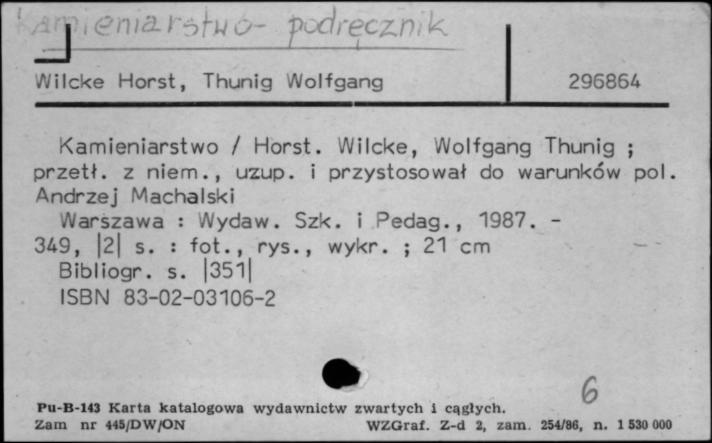 Kamieniarstwo - podręcznik
Wilcke Horst, Thunig Wolfgang 296864
Kamieniarstwo / Horst. Wilcke, Wolfgang Thunig ;
przetł. z niem., uzup. i przystosował do warunków pol.
Andrzej Machalski
Warszawa : Wydaw. Szk. i Pedag., 1987. -
349, |2| s. : fot., rys., wykr. ; 21 cm
Bibliogr. s. |351|
ISBN 83-02-03106-2
6
Pu-B-143 Karta katalogowa wydawnictw zwartych i cągłych.
Zam nr 445/DW/ON WZGraf. Z-d 2, zam. 254/86, n. 1 530 000